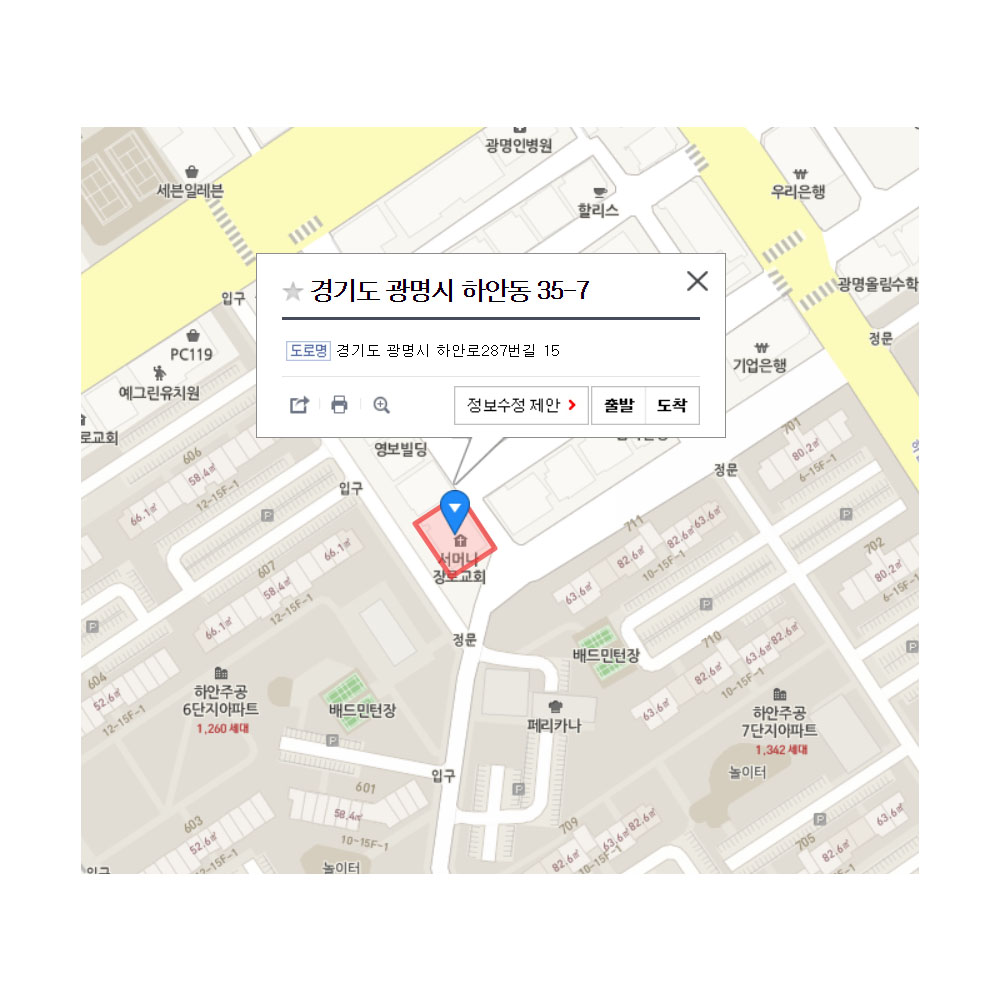 광명인병원
세븐일레븐
우리은행
할리스
경기도 광명시 하안동 35-7
광명올림수학
입구
도로명 경기도 광명시 하안로287번길 15
정문
PC119
기업은행
예그린유치원
정보수정 제안 출발 도착
로교회
영보빌딩
701
80.2㎡
6-15F-1
606
58.4㎡
12-15F-1
66.1㎡
입구
정문
P
P
711
63.6㎡
82.6㎡
82.6㎡
10-15F-1
63.6㎡
702
80.2㎡
6-15F-1
서머나
장로교회
607
66.1㎡
58.4㎡
12-15F-1
66.1㎡
P
P
정문
710
82.6㎡
63.6㎡
82.6㎡
10-15F-1
63.6㎡
배드민턴장
P
604
52.6㎡
12-15F-1
하안주공
6단지아파트
1,260 세대
배드민턴장
페리카나
하안주공
7단지아파트
1,342 세대
P
입구
놀이터
601
58.4㎡
10-15F-1
P
603
52.6㎡
15F-1
709
82.6㎡
63.6㎡
82.6㎡
10-15F-1
P
63.6㎡
705
82.6㎡
15F-1
놀이터
입구